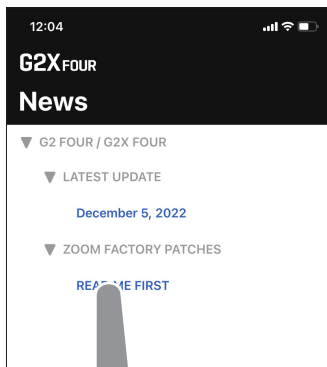 12:04
G2X FOUR
News
G2 FOUR / G2X FOUR
LATEST UPDATE
December 5, 2022
ZOOM FACTORY PATCHES
READ ME FIRST